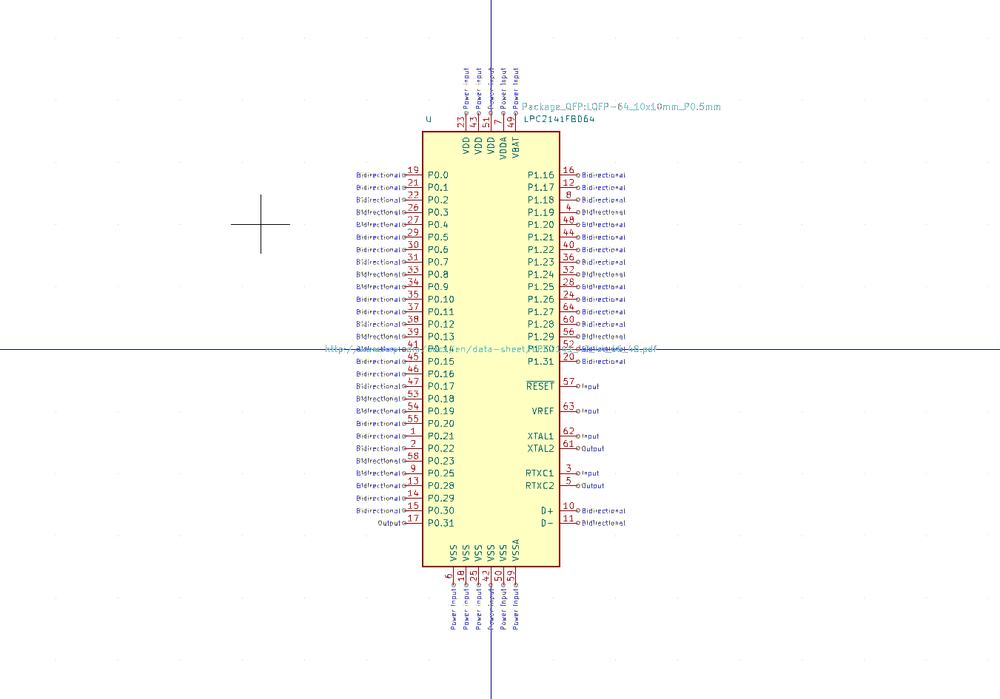 Power Input Power Input Power Input Power Input Power Input
Package_QFP:LQFP-64_10x10mm_P0.5mm
U LPC2141FBD64
23 43 51 7 49
VDD VDD VDD VDDA VBAT
Bidirectional 19 P0.0 P1.16 16 Bidirectional
Bidirectional 21 P0.1 P1.17 12 Bidirectional
Bidirectional 22 P0.2 P1.18 8 Bidirectional
Bidirectional 26 P0.3 P1.19 4 Bidirectional
Bidirectional 27 P0.4 P1.20 48 Bidirectional
Bidirectional 29 P0.5 P1.21 44 Bidirectional
Bidirectional 30 P0.6 P1.22 40 Bidirectional
Bidirectional 31 P0.7 P1.23 36 Bidirectional
Bidirectional 33 P0.8 P1.24 32 Bidirectional
Bidirectional 34 P0.9 P1.25 28 Bidirectional
Bidirectional 35 P0.10 P1.26 24 Bidirectional
Bidirectional 37 P0.11 P1.27 64 Bidirectional
Bidirectional 38 P0.12 P1.28 60 Bidirectional
Bidirectional 39 P0.13 P1.29 56 Bidirectional
41 P0.14 P1.30 52
Bidirectional 45 P0.15 P1.31 20 Bidirectional
Bidirectional 46 P0.16
Bidirectional 47 P0.17 RESET 57 Input
Bidirectional 53 P0.18
Bidirectional 54 P0.19 VREF 63 Input
Bidirectional 55 P0.20
Bidirectional 1 P0.21 XTAL1 62 Input
Bidirectional 2 P0.22 XTAL2 61 Output
Bidirectional 58 P0.23
Bidirectional 9 P0.25 RTXC1 3 Input
Bidirectional 13 P0.28 RTXC2 5 Output
Bidirectional 14 P0.29
Bidirectional 15 P0.30 D+ 10 Bidirectional
Output 17 P0.31 D- 11 Bidirectional
VSS VSS VSS VSS VSS VSSA
6 18 25 42 50 59
Power Input Power Input Power Input Power Input Power Input Power Input